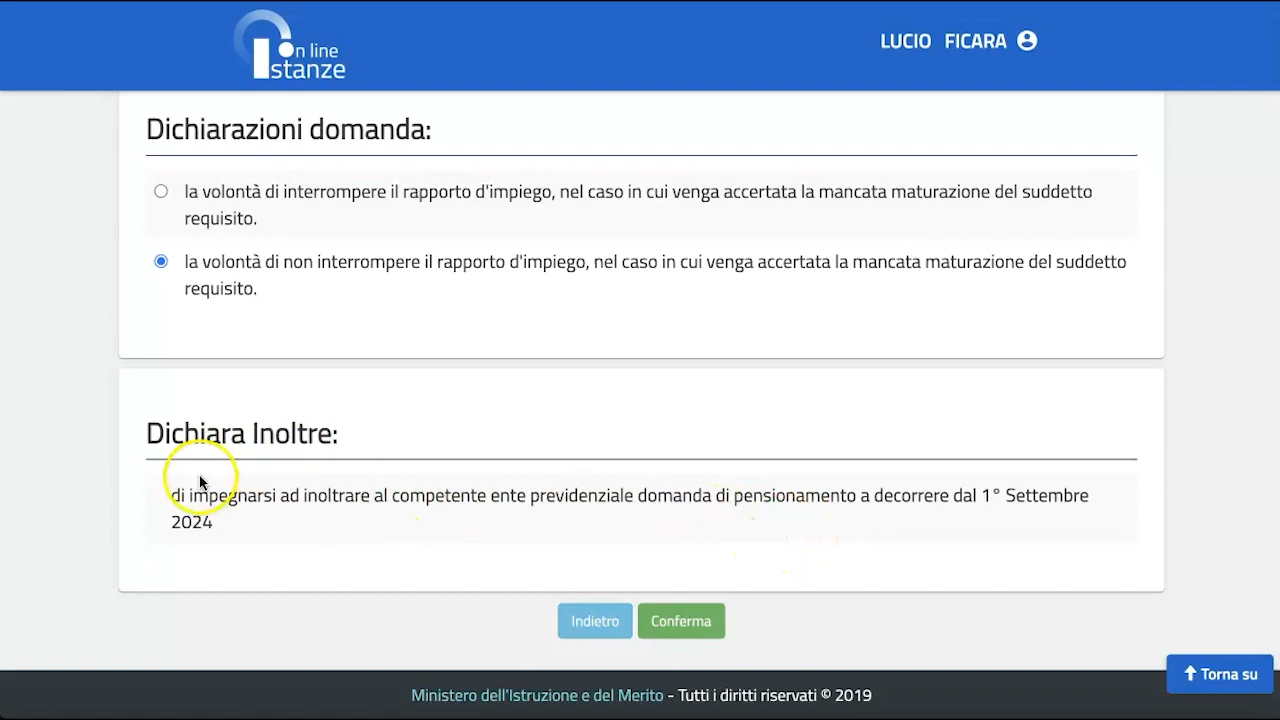 On line
Istanze
LUCIO FICARA
Dichiarazioni domanda:
la volontà di interrompere il rapporto d'impiego, nel caso in cui venga accertata la mancata maturazione del suddetto
requisito.
la volontà di non interrompere il rapporto d'impiego, nel caso in cui venga accertata la mancata maturazione del suddetto
requisito.
Dichiara Inoltre:
di impegnarsi ad inoltrare al competente ente previdenziale domanda di pensionamento a decorrere dal 1° Settembre
2024
Indietro
Conferma
Torna su
Ministero dell'Istruzione e del Merito - Tutti i diritti riservati © 2019